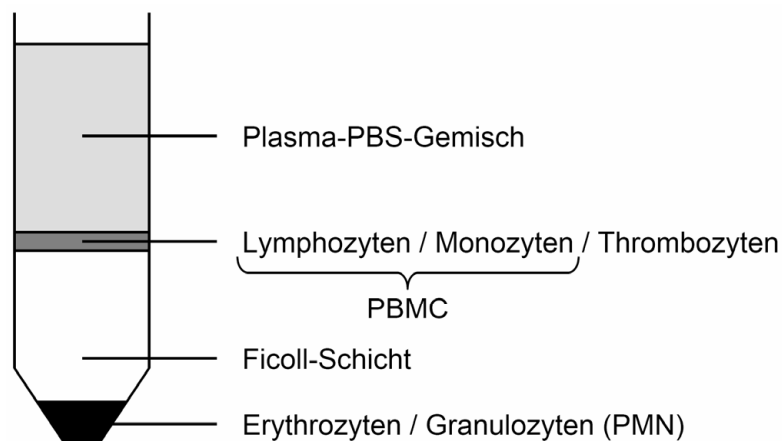 Plasma-PBS-Gemisch
Lymphozyten / Monozyten / Thrombozyten
PBMC
Ficoll-Schicht
Erythrozyten / Granulozyten (PMN)